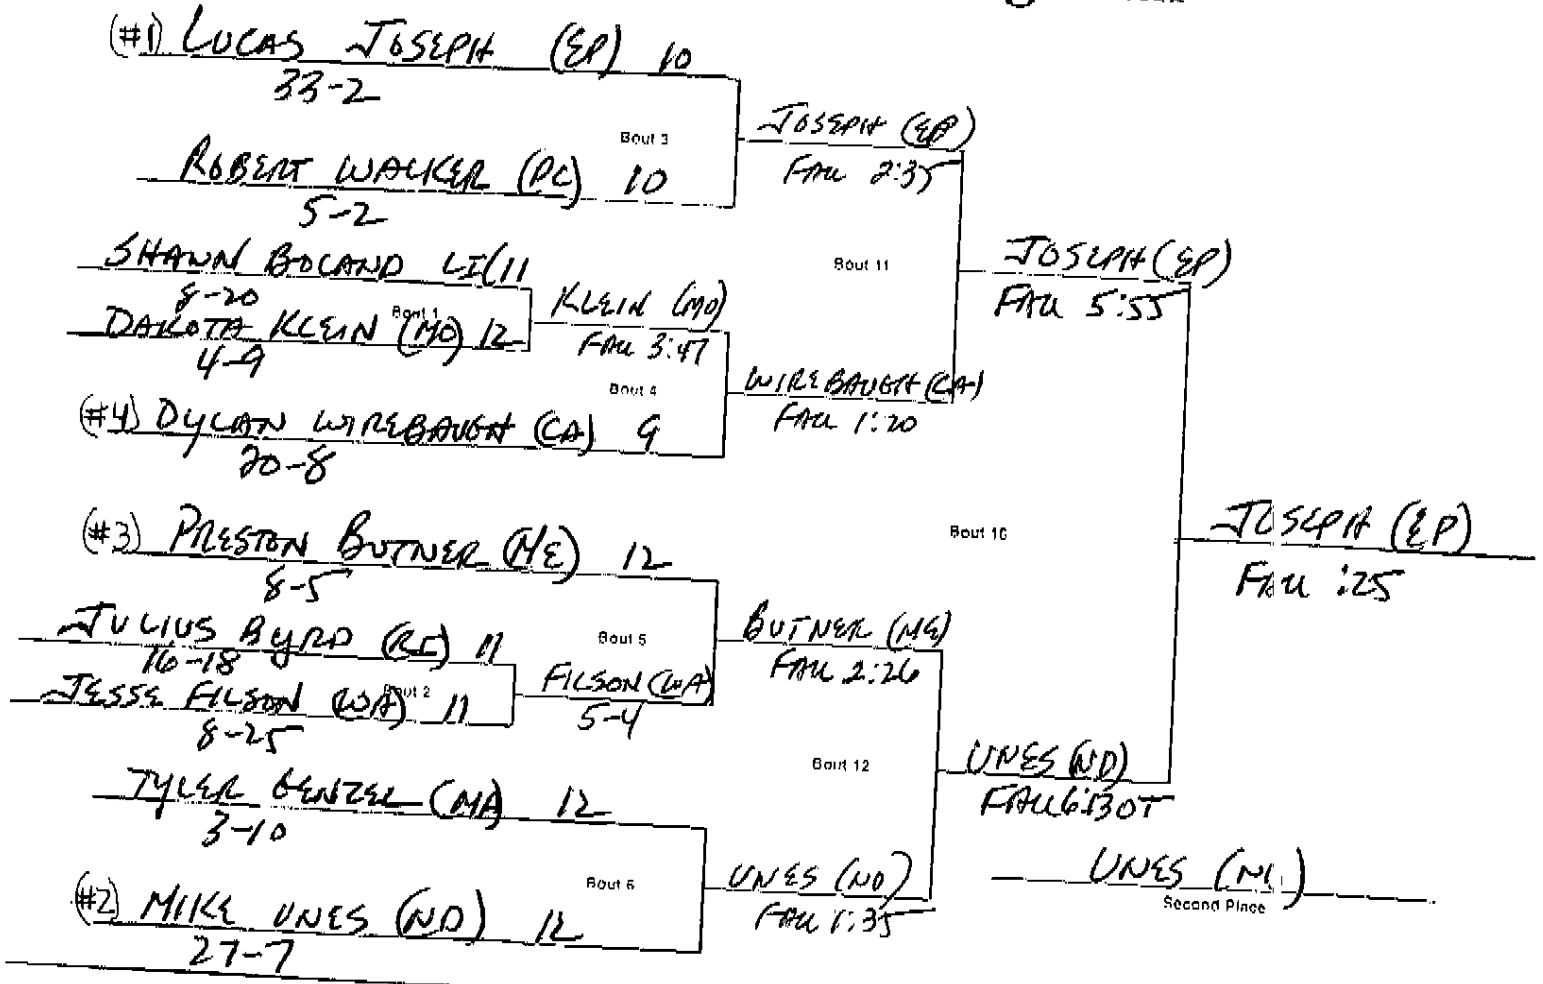 (#1) LUCAS JOSEPH (EP) 10
33-2
Bout 3
JOSEPH (EP)
FALL 2:35
ROBERT WALKER (PC) 10
5-2
SHAWN BOLAND LI( 11
8-20
Bout 1
KLEIN (MO)
FALL 3:47
DAKOTA KLEIN (MO) 12
4-9
Bout 11
JOSEPH (EP)
FALL 5:55
Bout 4
WIREBAUGH (CA)
FALL 1:20
(#4) DYLAN WIREBAUGH (CA) 9
20-8
(#3) PRESTON BUTNER (ME) 12
8-5
Bout 16
JOSEPH (EP)
FALL :25
JULIUS BYRD (RI) 11
16-18
Bout 5
BUTNER (ME)
FALL 2:26
Bout 2
FILSON (WA)
5-4
JESSE FILSON (WA) 11
8-25
Bout 12
UNES (ND)
FALL 6:30 OT
TYLER GENZEL (MA) 12
3-10
Bout 6
UNES (ND)
FALL 1:35
UNES (N
Second Place
(#2) MIKE UNES (ND) 12
27-7